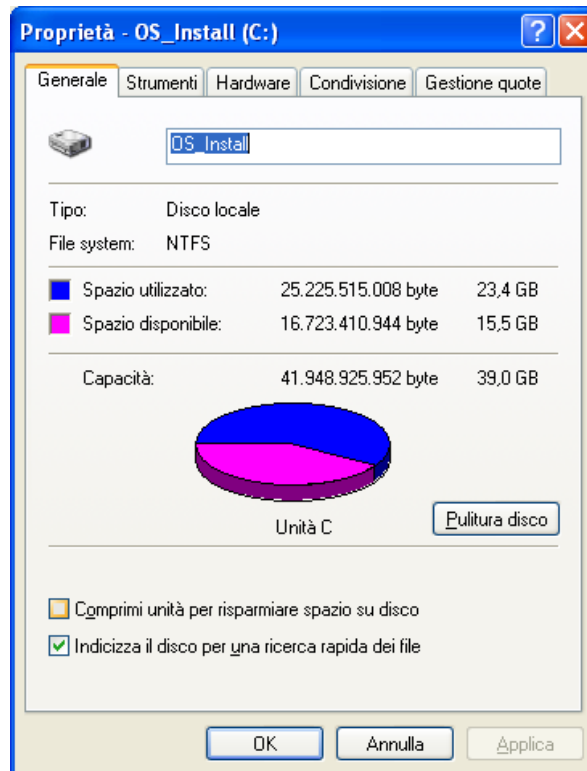 Proprietà - OS_Install (C:)
Generale Strumenti Hardware Condivisione Gestione quote
OS_Install
Tipo: Disco locale
File system: NTFS
Spazio utilizzato: 25.225.515.008 byte 23,4 GB
Spazio disponibile: 16.723.410.944 byte 15,5 GB
Capacità: 41.948.925.952 byte 39,0 GB
Unità C
Pulitura disco
Comprimi unità per risparmiare spazio su disco
Indicizza il disco per una ricerca rapida dei file
OK Annulla Applica